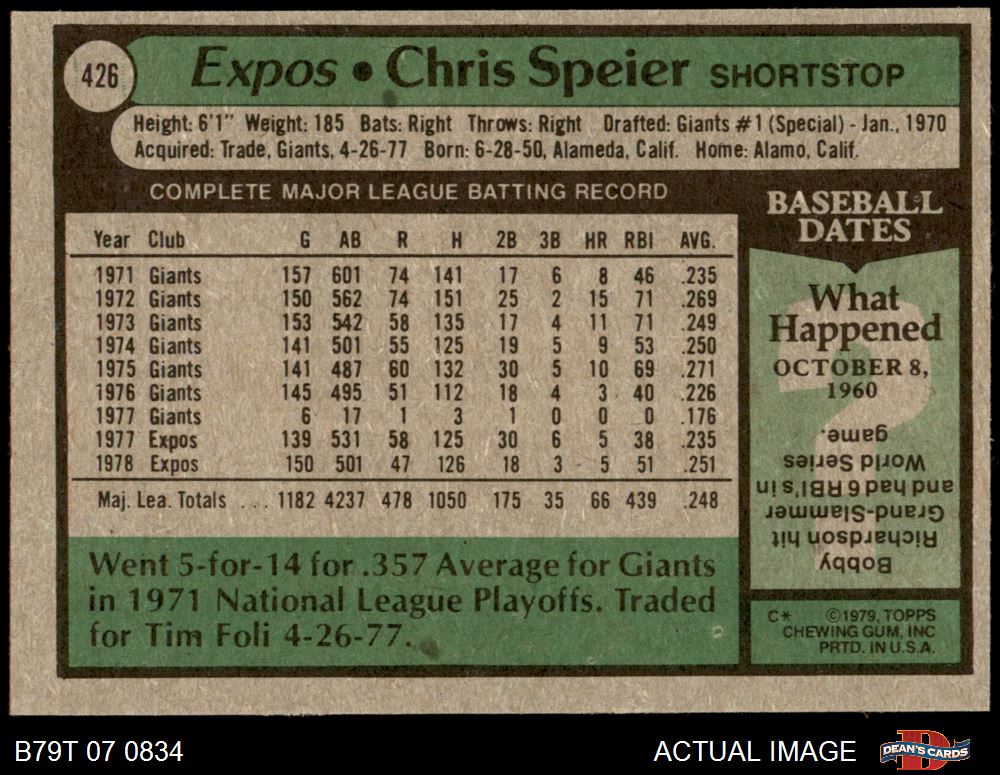 426
Expos • Chris Speier SHORTSTOP
Height: 6'1" Weight: 185 Bats: Right Throws: Right Drafted: Giants #1 (Special) - Jan., 1970
Acquired: Trade, Giants, 4-26-77 Born: 6-28-50, Alameda, Calif. Home: Alamo, Calif.
COMPLETE MAJOR LEAGUE BATTING RECORD
Year Club G AB R H 2B 3B HR RBI AVG.
1971 Giants 157 601 74 141 17 6 8 46 .235
1972 Giants 150 562 74 151 25 2 15 71 .269
1973 Giants 153 542 58 135 17 4 11 71 .249
1974 Giants 141 501 55 125 19 5 9 53 .250
1975 Giants 141 487 60 132 30 5 10 69 .271
1976 Giants 145 495 51 112 18 4 3 40 .226
1977 Giants 6 17 1 3 1 0 0 0 .176
1977 Expos 139 531 58 125 30 6 5 38 .235
1978 Expos 150 501 47 126 18 3 5 51 .251
Maj. Lea. Totals ... 1182 4237 478 1050 175 35 66 439 .248
Went 5-for-14 for .357 Average for Giants
in 1971 National League Playoffs. Traded
for Tim Foli 4-26-77.
BASEBALL
DATES
What
Happened
OCTOBER 8,
1960
Bobby
Richardson hit
Grand-Slammer
and had 6 RBI's in
World Series
game.
C* ©1979, TOPPS
CHEWING GUM, INC
PRTD. IN U.S.A.
B79T 07 0834
ACTUAL IMAGE
DEAN'S CARDS